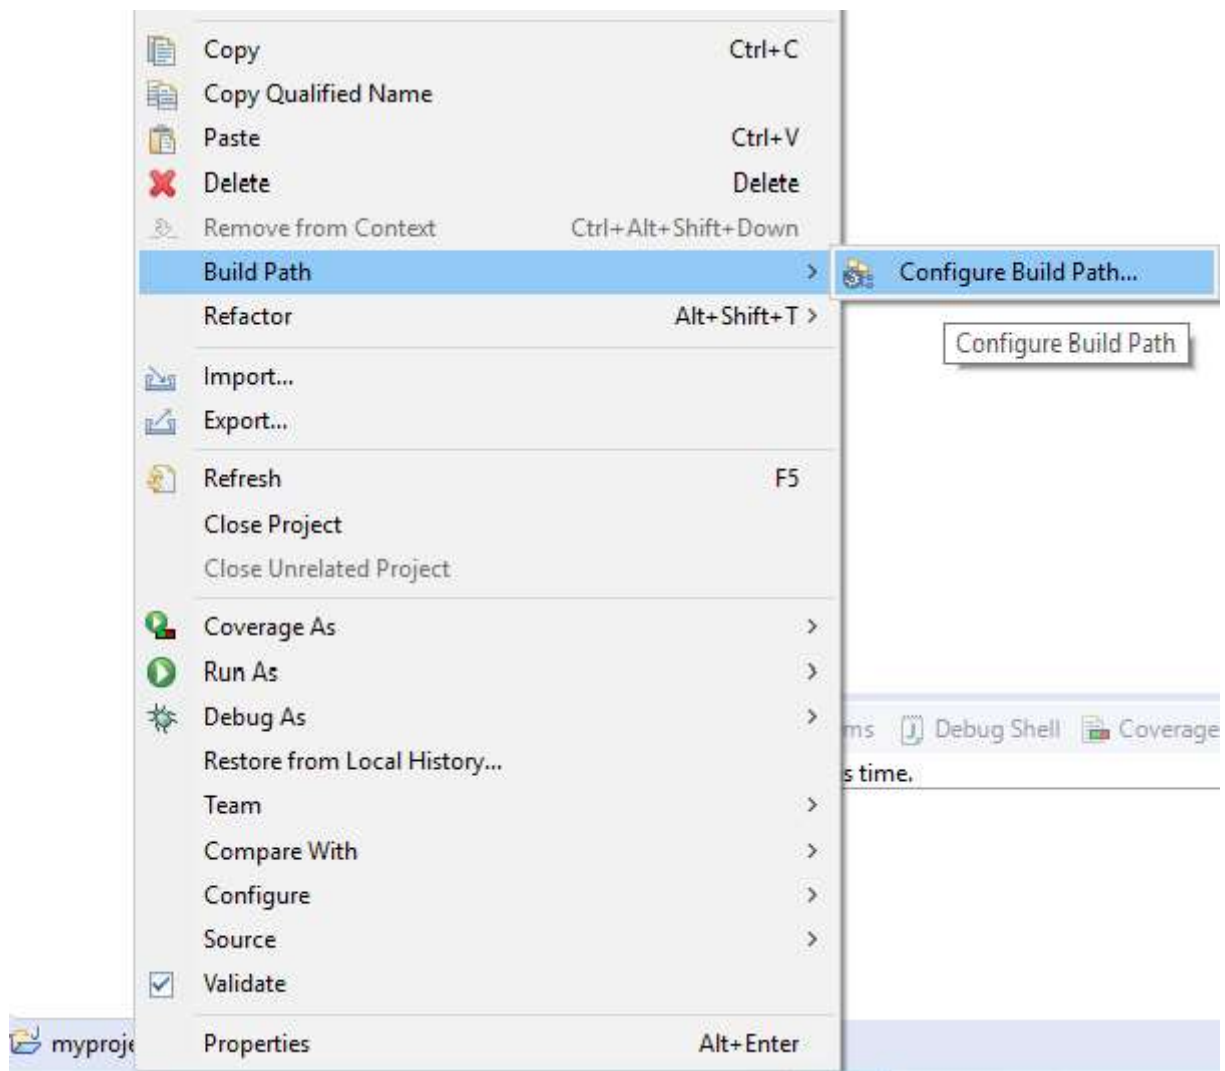 Copy Ctrl+C
Copy Qualified Name
Paste Ctrl+V
Delete Delete
Remove from Context Ctrl+Alt+Shift+Down
Build Path > Configure Build Path...
Refactor Alt+Shift+T >
Configure Build Path
Import...
Export...
Refresh F5
Close Project
Close Unrelated Project
Coverage As >
Run As >
Debug As >
ms Debug Shell Coverage
Restore from Local History...
s time.
Team >
Compare With >
Configure >
Source >
Validate
myproje
Properties Alt+Enter